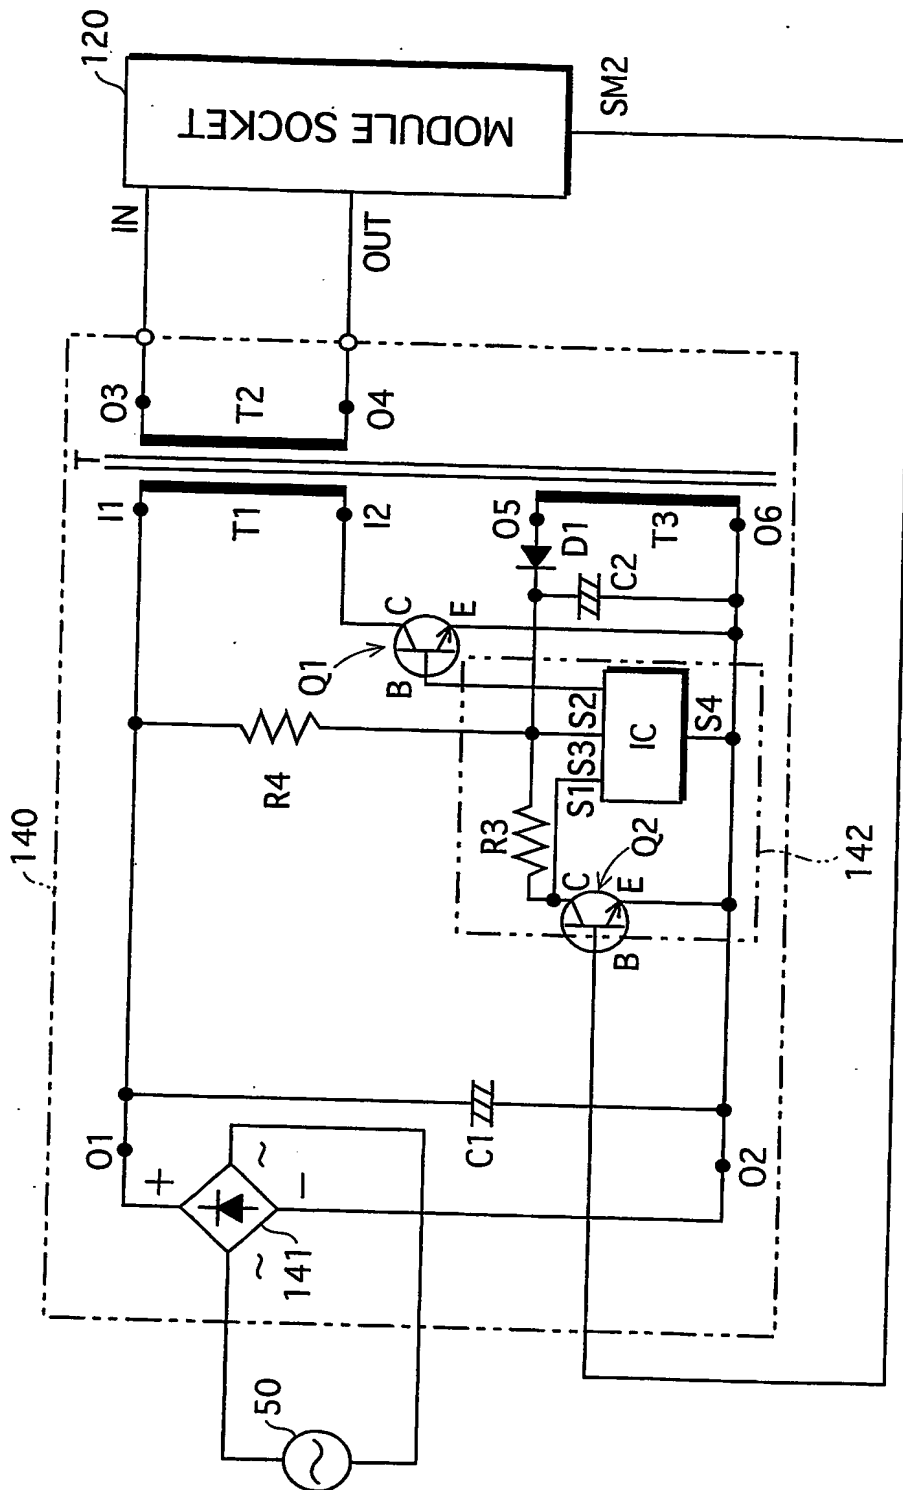 120
MODULE SOCKET
SM2
IN
OUT
O3
T2
O4
T
I1
T1
I2
O5
D1
T3
O6
C2
C
E
Q1
B
R4
S2
S3
S1
IC
S4
R3
Q2
C
E
B
142
140
O1
+
~
−
~
141
C1
O2
50
~